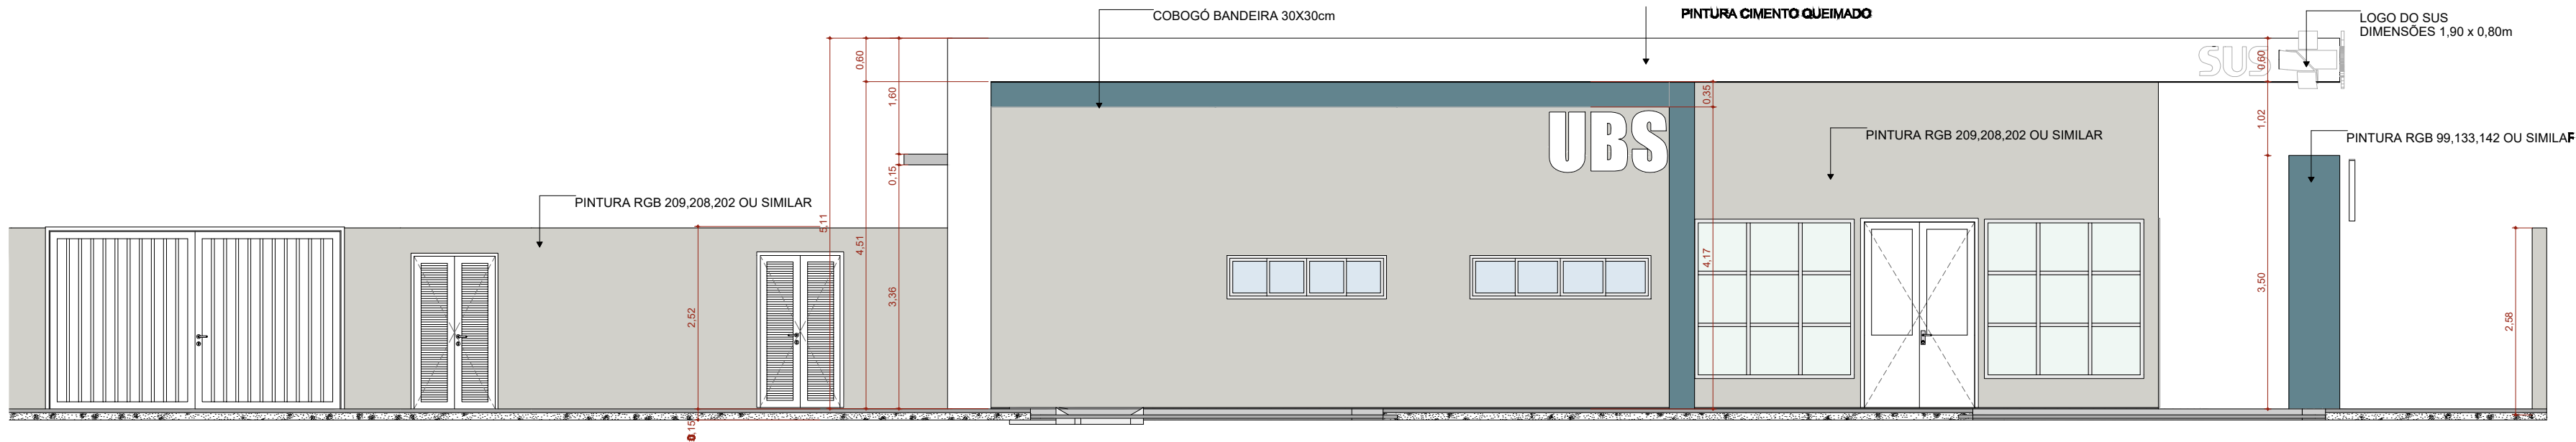 COBOGÓ BANDEIRA 30X30cm
PINTURA CIMENTO QUEIMADO
LOGO DO SUS
DIMENSÕES 1,90 x 0,80m
SUS
0,60
1,60
0,60
0,35
1,02
UBS
PINTURA RGB 209,208,202 OU SIMILAR
PINTURA RGB 99,133,142 OU SIMILAR
0,15
PINTURA RGB 209,208,202 OU SIMILAR
5,11
4,51
4,17
3,36
3,50
2,52
2,58
0,15